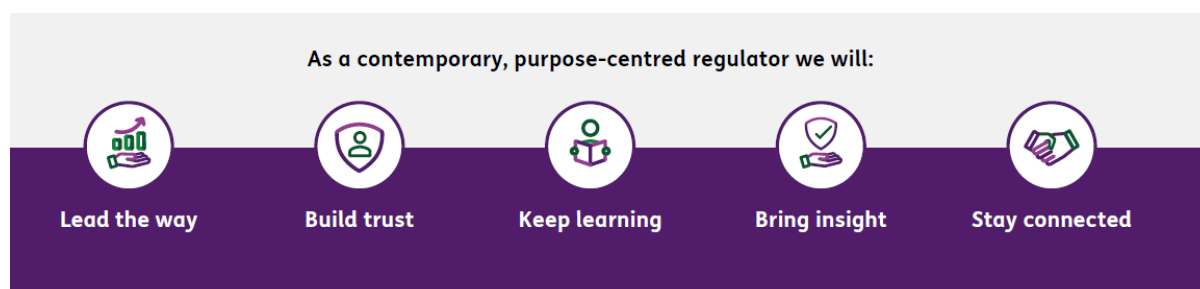 As a contemporary, purpose-centred regulator we will:
Lead the way
Build trust
Keep learning
Bring insight
Stay connected